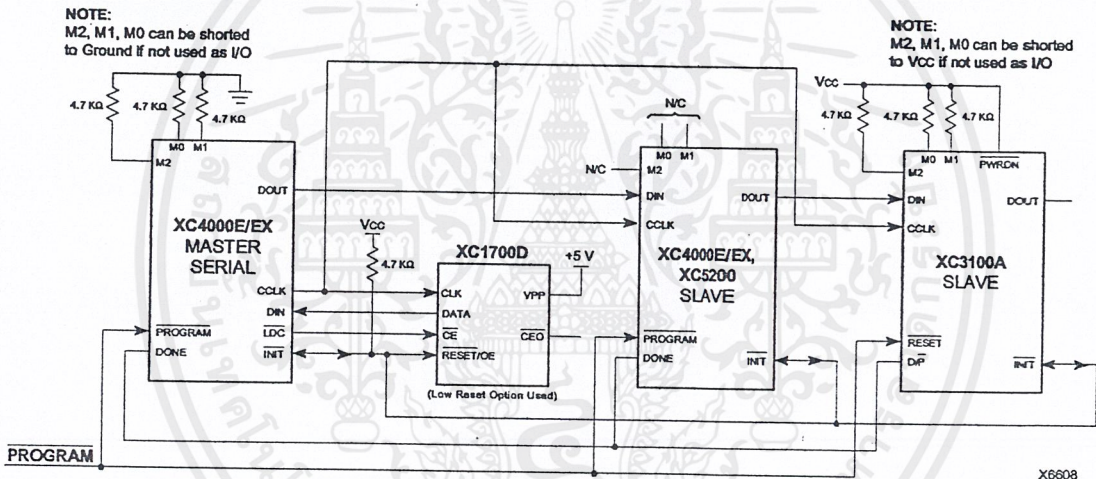 NOTE:
M2, M1, M0 can be shorted
to Ground if not used as I/O
NOTE:
M2, M1, M0 can be shorted
to Vcc if not used as I/O
4.7 KΩ
4.7 KΩ
4.7 KΩ
M0 M1
M2
DOUT
XC4000E/EX
MASTER
SERIAL
CCLK
DIN
PROGRAM
LDC
DONE
INIT
Vcc
4.7 KΩ
XC1700D
+5 V
CLK
VPP
DATA
CE
CEO
RESET/OE
(Low Reset Option Used)
N/C
M0 M1
N/C
M2
DIN
DOUT
CCLK
XC4000E/EX,
XC5200
SLAVE
PROGRAM
DONE
INIT
Vcc
4.7 KΩ
4.7 KΩ
4.7 KΩ
M0 M1
PWRDN
M2
DIN
DOUT
CCLK
XC3100A
SLAVE
RESET
D/P
INIT
PROGRAM
X6608